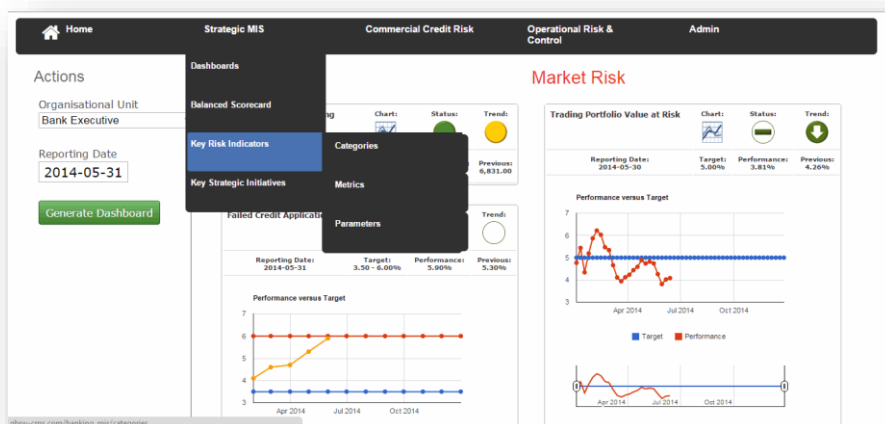 Home
Strategic MIS
Commercial Credit Risk
Operational Risk &
Control
Admin
Actions
Organisational Unit
Bank Executive
Reporting Date
2014-05-31
Generate Dashboard
Dashboards
Balanced Scorecard
Key Risk Indicators
Key Strategic Initiatives
Categories
Metrics
Parameters
Chart:
Status:
Trend:
Previous:
6,831.00
Failed Credit Applicatio
Trend:
Reporting Date:
2014-05-31
Target:
3.50 - 6.00%
Performance:
5.90%
Previous:
5.30%
Performance versus Target
7
6
5
4
3
Apr 2014
Jul 2014
Oct 2014
Market Risk
Trading Portfolio Value at Risk
Chart:
Status:
Trend:
Reporting Date:
2014-05-30
Target:
5.00%
Performance:
3.81%
Previous:
4.26%
Performance versus Target
7
6
5
4
3
Apr 2014
Jul 2014
Oct 2014
Target
Performance
Apr 2014
Jul 2014
Oct 2014